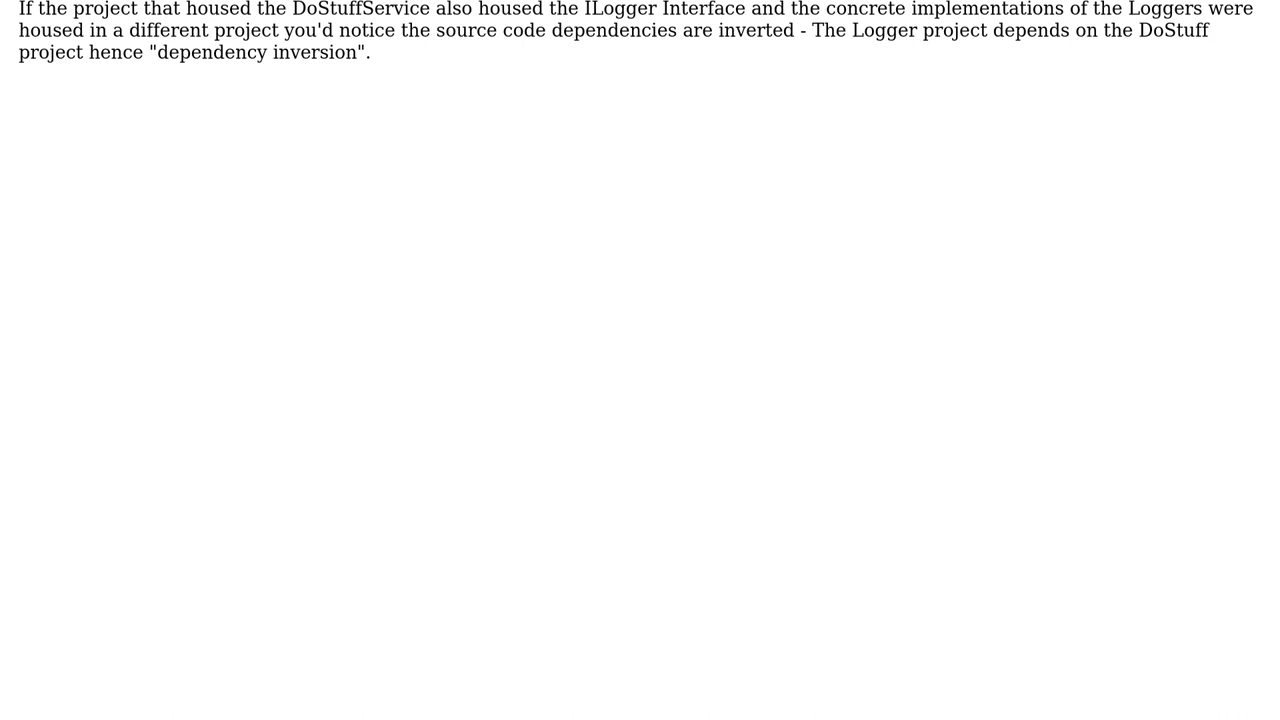 If the project that housed the DoStuffService also housed the ILogger Interface and the concrete implementations of the Loggers were
housed in a different project you'd notice the source code dependencies are inverted - The Logger project depends on the DoStuff
project hence "dependency inversion".